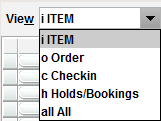 View i ITEM
i ITEM
o Order
c Checkin
h Holds/Bookings
all All